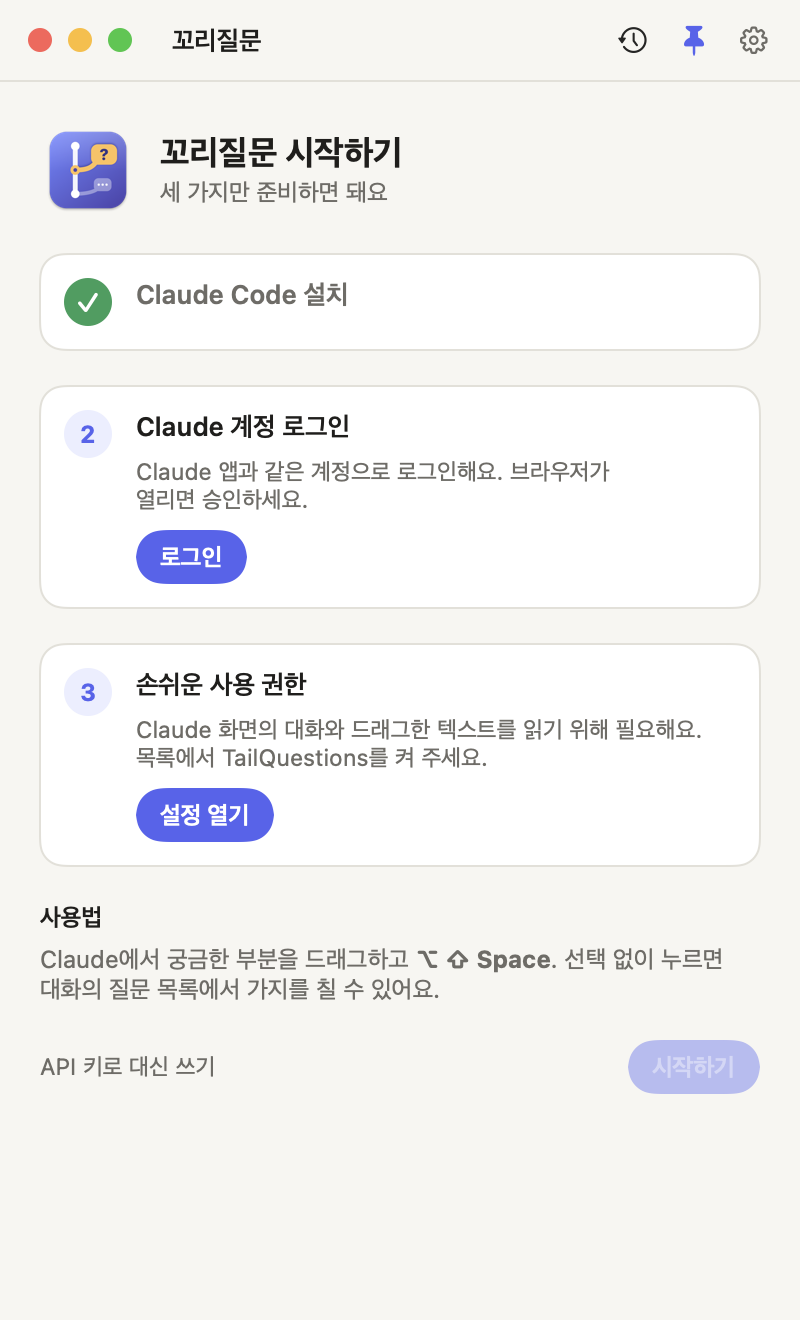 꼬리질문
?
꼬리질문 시작하기
세 가지만 준비하면 돼요
Claude Code 설치
2
Claude 계정 로그인
Claude 앱과 같은 계정으로 로그인해요. 브라우저가
열리면 승인하세요.
로그인
3
손쉬운 사용 권한
Claude 화면의 대화와 드래그한 텍스트를 읽기 위해 필요해요.
목록에서 TailQuestions를 켜 주세요.
설정 열기
사용법
Claude에서 궁금한 부분을 드래그하고 ⌥ ⇧ Space. 선택 없이 누르면
대화의 질문 목록에서 가지를 칠 수 있어요.
API 키로 대신 쓰기
시작하기